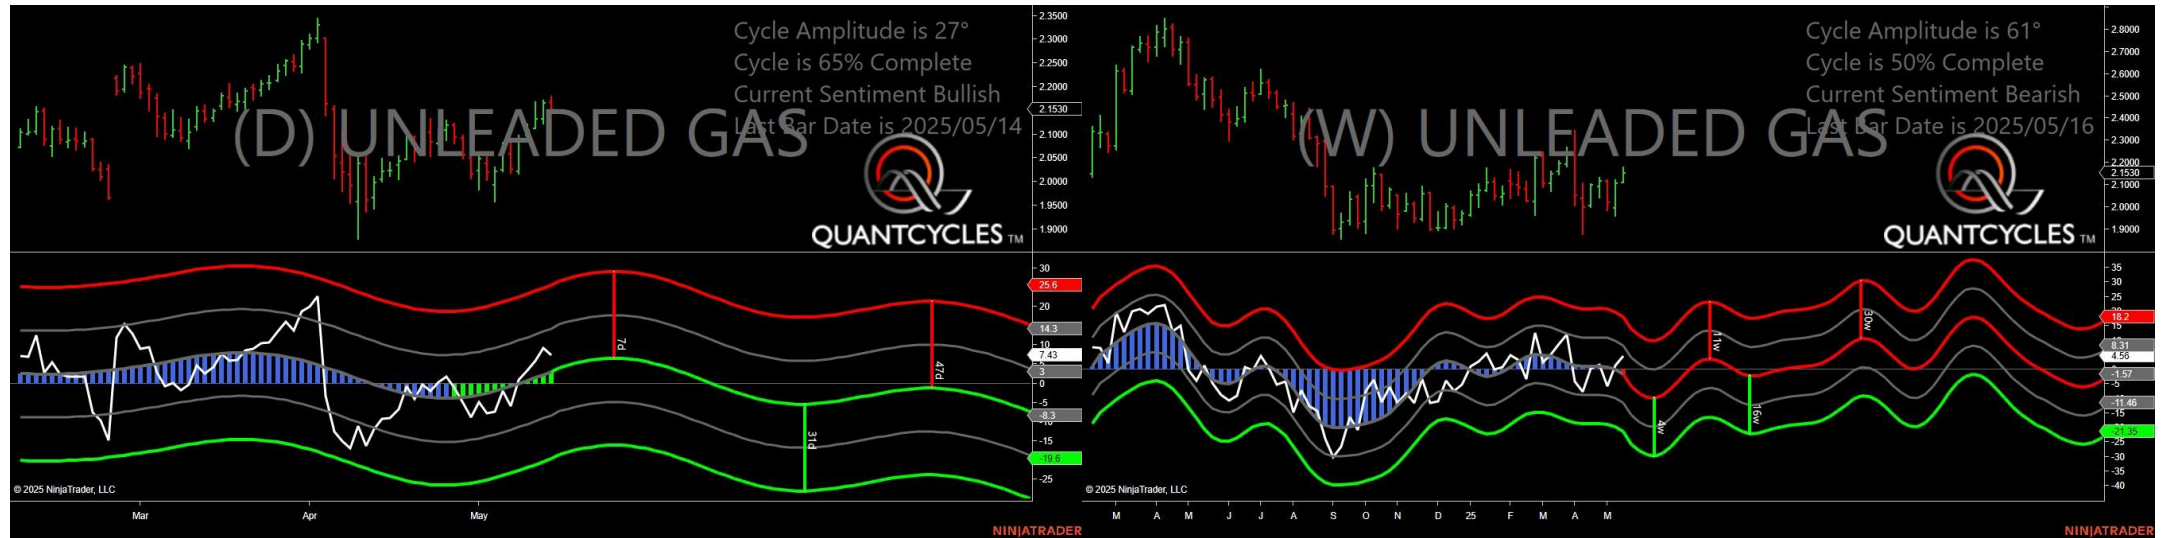 Cycle Amplitude is 27°
Cycle is 65% Complete
Current Sentiment Bullish
Last Bar Date is 2025/05/14
(D) UNLEADED GAS
QUANTCYCLES TM
2.3500
2.3000
2.2500
2.2000
2.1530
2.1000
2.0500
2.0000
1.9500
1.9000
30
25.6
20
14.3
10
7.43
3
0
-5
-8.3
-15
-19.6
-25
7d
31d
47d
© 2025 NinjaTrader, LLC
Mar Apr May
NINJATRADER
Cycle Amplitude is 61°
Cycle is 50% Complete
Current Sentiment Bearish
Last Bar Date is 2025/05/16
(W) UNLEADED GAS
QUANTCYCLES TM
2.8000
2.7000
2.6000
2.5000
2.4000
2.3000
2.2000
2.1530
2.1000
2.0000
1.9000
35
30
25
18.2
15
8.31
4.56
-1.57
-5
-11.46
-15
-21.35
-25
-30
-35
-40
4w
11w
16w
30w
© 2025 NinjaTrader, LLC
M A M J J A S O N D 25 F M A M
NINJATRADER